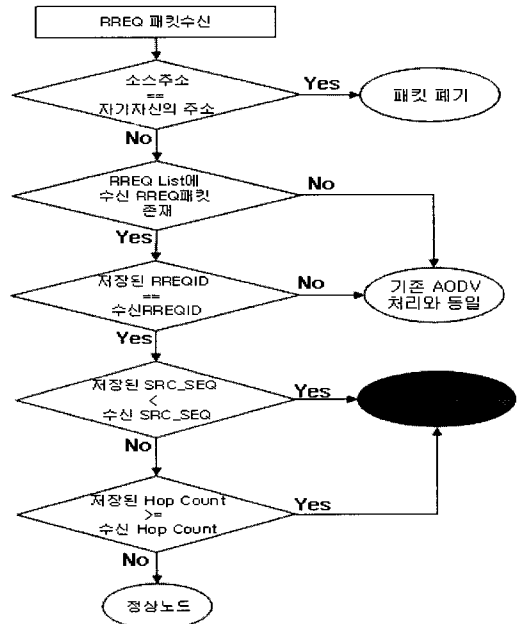 RREQ 패킷수신
소스주소
==
자기자신의 주소
Yes
패킷 폐기
No
RREQ List에
수신 RREQ패킷
존재
No
Yes
저장된 RREQID
==
수신RREQID
No
기존 AODV
처리와 동일
Yes
저장된 SRC_SEQ
<
수신 SRC_SEQ
Yes
No
저장된 Hop Count
>=
수신 Hop Count
Yes
No
정상노드